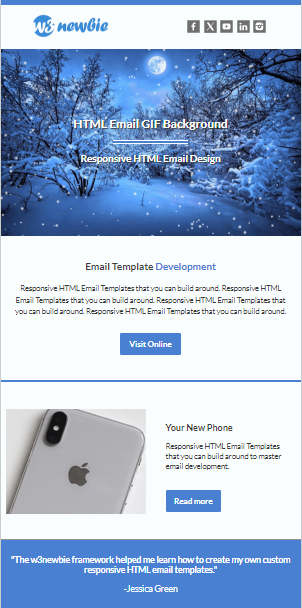 W3 newbie
HTML Email GIF Background
Responsive HTML Email Design
Email Template Development
Responsive HTML Email Templates that you can build around. Responsive HTML
Email Templates that you can build around. Responsive HTML Email Templates that
you can build around. Responsive HTML Email Templates that you can build around.
Visit Online
Your New Phone
Responsive HTML Email Templates
that you can build around to master
email development.
Read more
"The w3newbie framework helped me learn how to create my own custom
responsive HTML email templates."
-Jessica Green